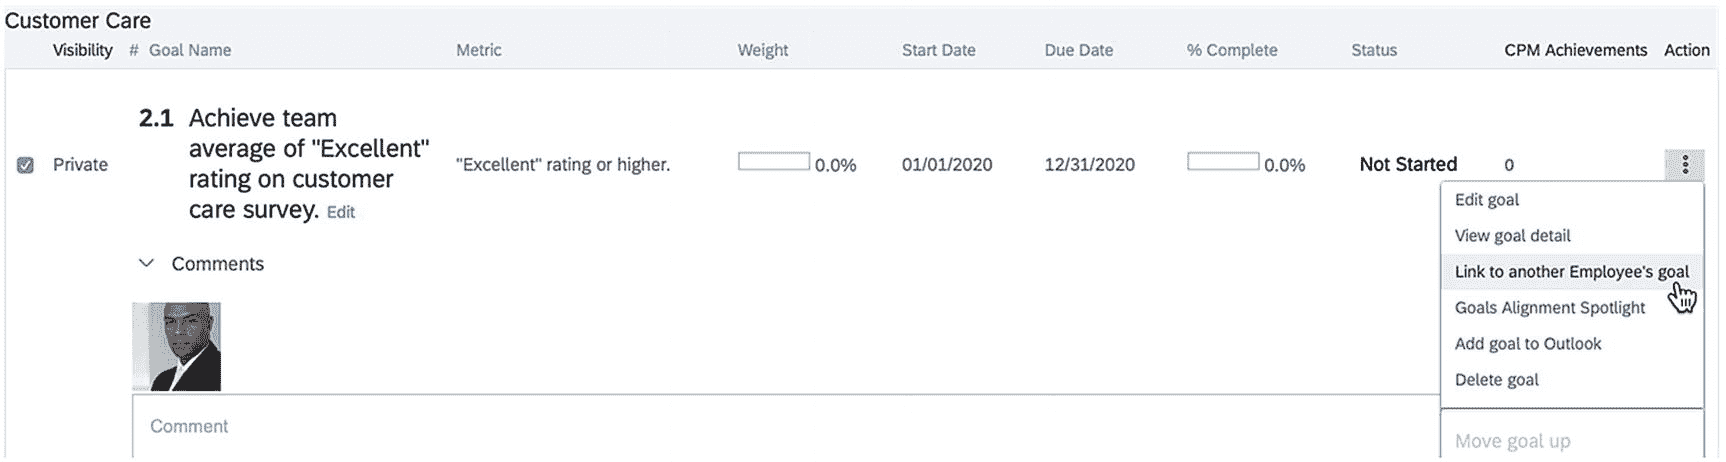 Customer Care
Visibility # Goal Name Metric Weight Start Date Due Date % Complete Status CPM Achievements Action
2.1 Achieve team
average of "Excellent"
rating on customer
care survey. Edit
Private "Excellent" rating or higher. 0.0% 01/01/2020 12/31/2020 0.0% Not Started 0
Edit goal
View goal detail
Link to another Employee's goal
Goals Alignment Spotlight
Add goal to Outlook
Delete goal
Move goal up
Comments
Comment